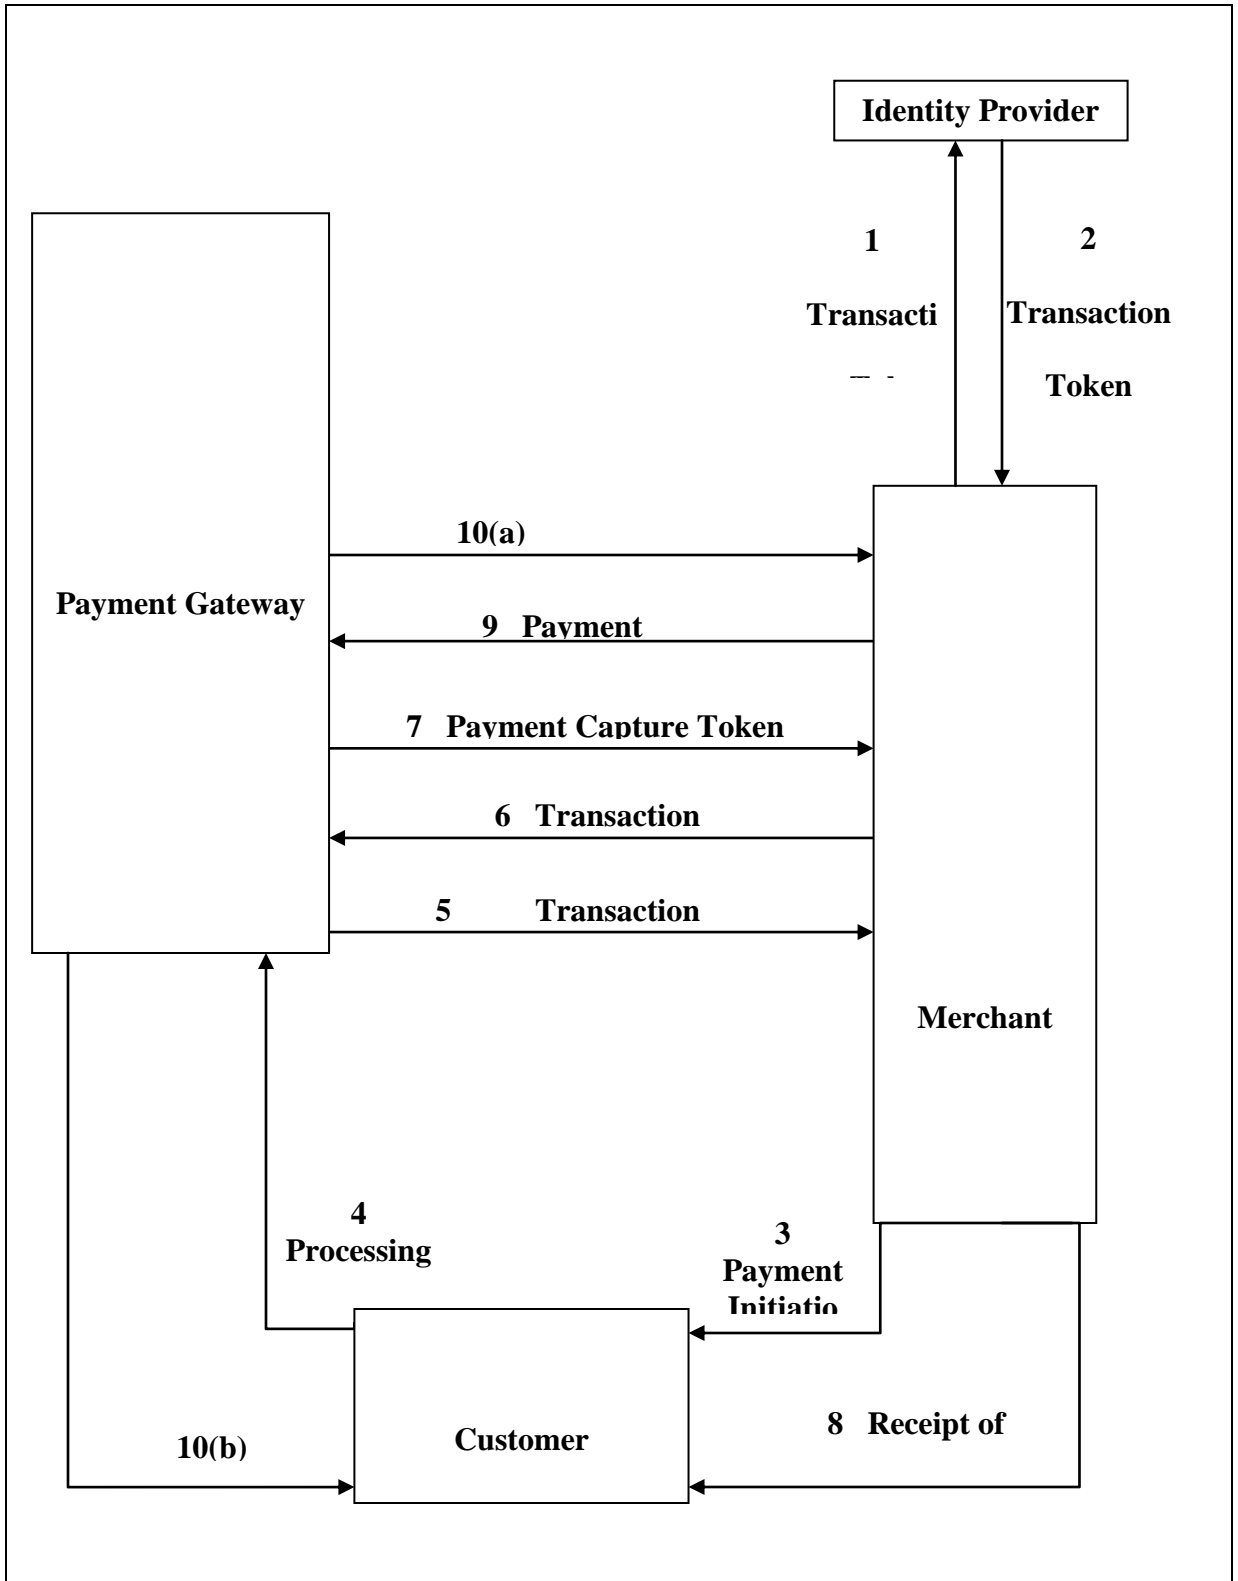 Identity Provider
1
2
Transacti
Transaction
Token
10(a)
Payment Gateway
9 Payment
7 Payment Capture Token
6 Transaction
5 Transaction
Merchant
4
Processing
3
Payment
Initiatio
8 Receipt of
Customer
10(b)